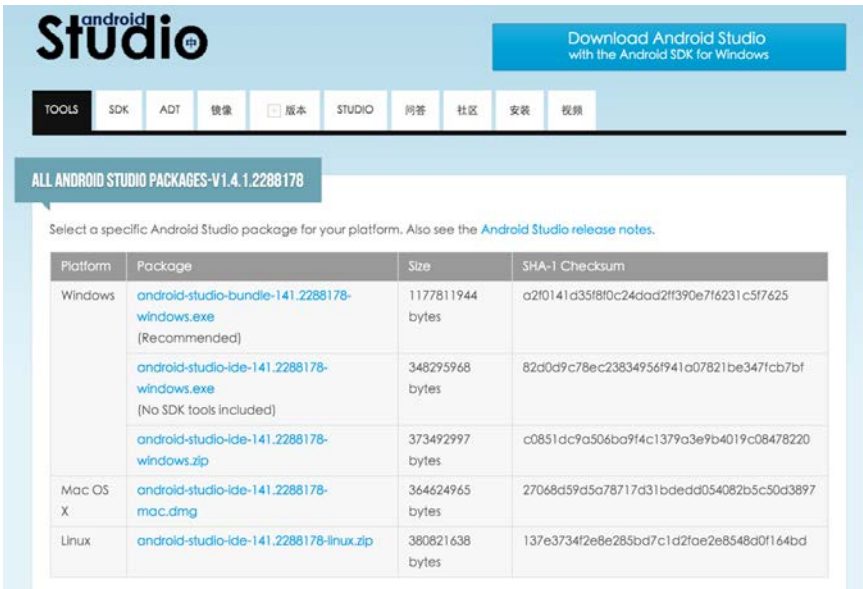 android
Studio中
Download Android Studio
with the Android SDK for Windows
TOOLS SDK ADT 镜像 版本 STUDIO 问答 社区 安装 视频
ALL ANDROID STUDIO PACKAGES-V1.4.1.2288178
Select a specific Android Studio package for your platform. Also see the Android Studio release notes.
Platform Package Size SHA-1 Checksum
Windows android-studio-bundle-141.2288178- 1177811944 a2f0141d35f8f0c24dad2ff390e7f6231c5f7625
windows.exe bytes
(Recommended)
android-studio-ide-141.2288178- 348295968 82d0d9c78ec23834956f941a07821be347fcb7bf
windows.exe bytes
(No SDK tools included)
android-studio-ide-141.2288178- 373492997 c0851dc9a506ba9f4c1379a3e9b4019c08478220
windows.zip bytes
Mac OS android-studio-ide-141.2288178- 364624965 27068d59d5a78717d31bdedd054082b5c50d3897
X mac.dmg bytes
Linux android-studio-ide-141.2288178-linux.zip 380821638 137e3734f2e8e285bd7c1d2fae2e8548d0f164bd
bytes